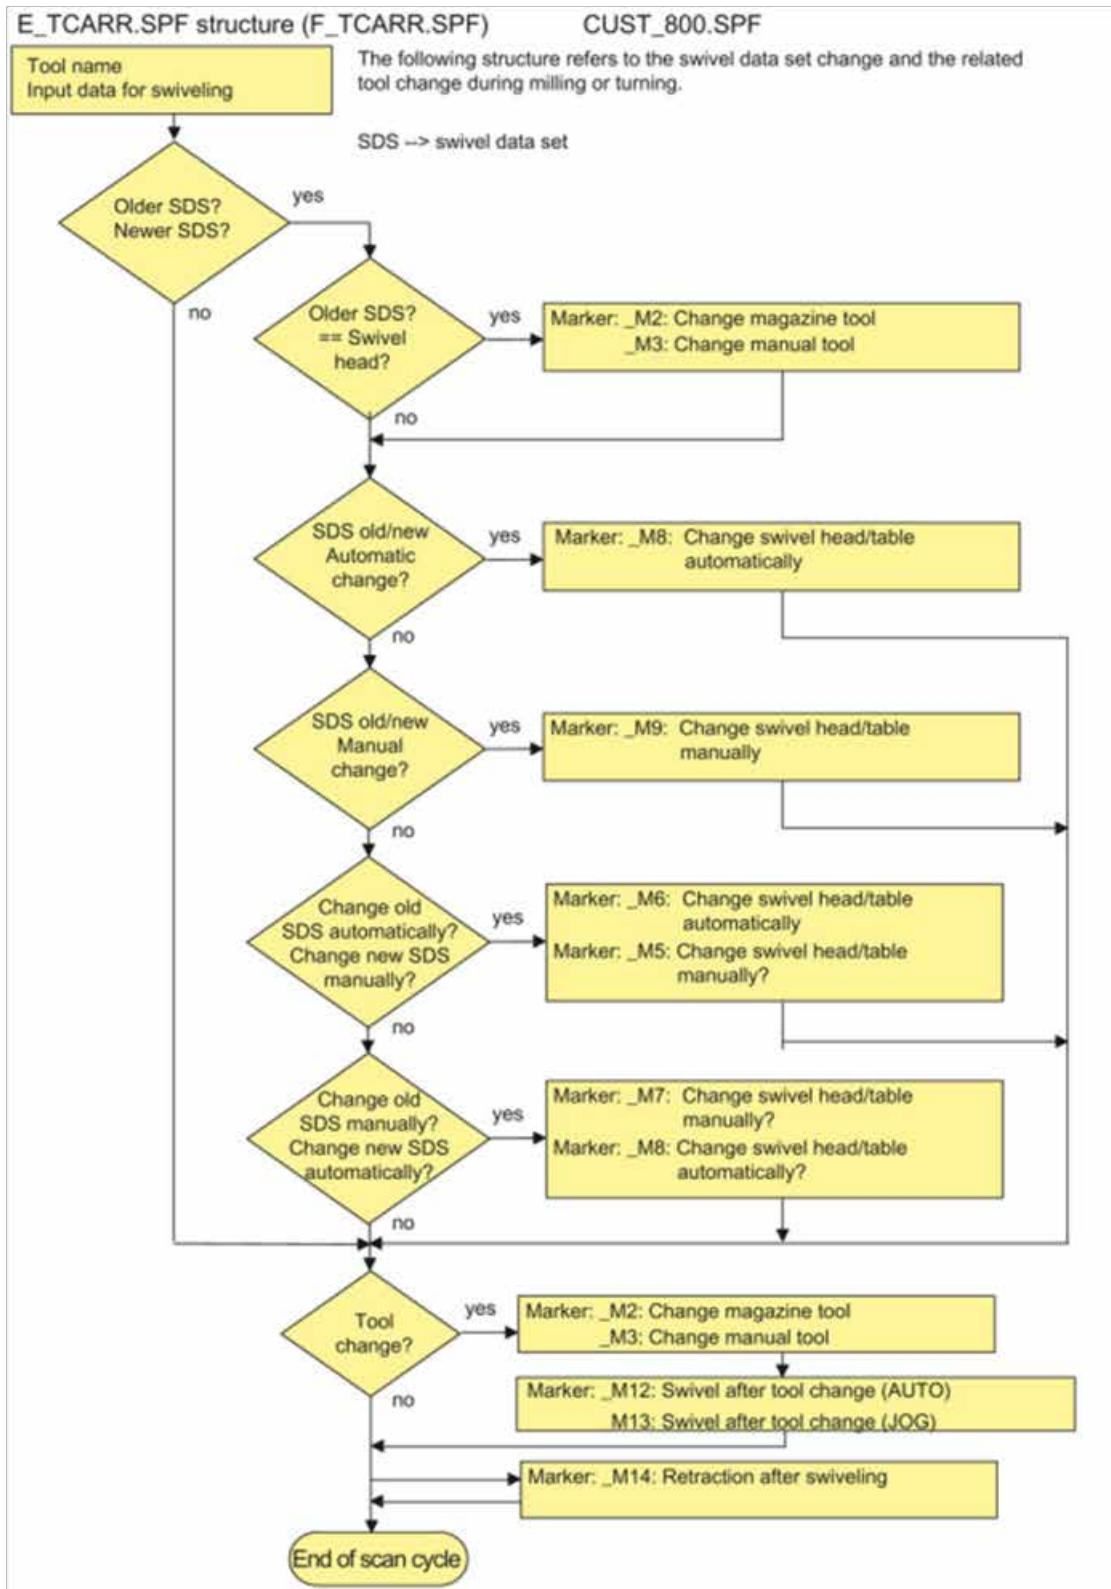 E_TCARR.SPF structure (F_TCARR.SPF)
CUST_800.SPF
Tool name
Input data for swiveling
The following structure refers to the swivel data set change and the related
tool change during milling or turning.
SDS --> swivel data set
Older SDS?
Newer SDS?
yes
no
Older SDS?
== Swivel
head?
yes
Marker: _M2: Change magazine tool
_M3: Change manual tool
no
SDS old/new
Automatic
change?
yes
Marker: _M8: Change swivel head/table
automatically
no
SDS old/new
Manual
change?
yes
Marker: _M9: Change swivel head/table
manually
no
Change old
SDS automatically?
Change new SDS
manually?
yes
Marker: _M6: Change swivel head/table
automatically
Marker: _M5: Change swivel head/table
manually?
no
Change old
SDS manually?
Change new SDS
automatically?
yes
Marker: _M7: Change swivel head/table
manually?
Marker: _M8: Change swivel head/table
automatically?
no
Tool
change?
yes
Marker: _M2: Change magazine tool
_M3: Change manual tool
Marker: _M12: Swivel after tool change (AUTO)
M13: Swivel after tool change (JOG)
no
Marker: _M14: Retraction after swiveling
End of scan cycle